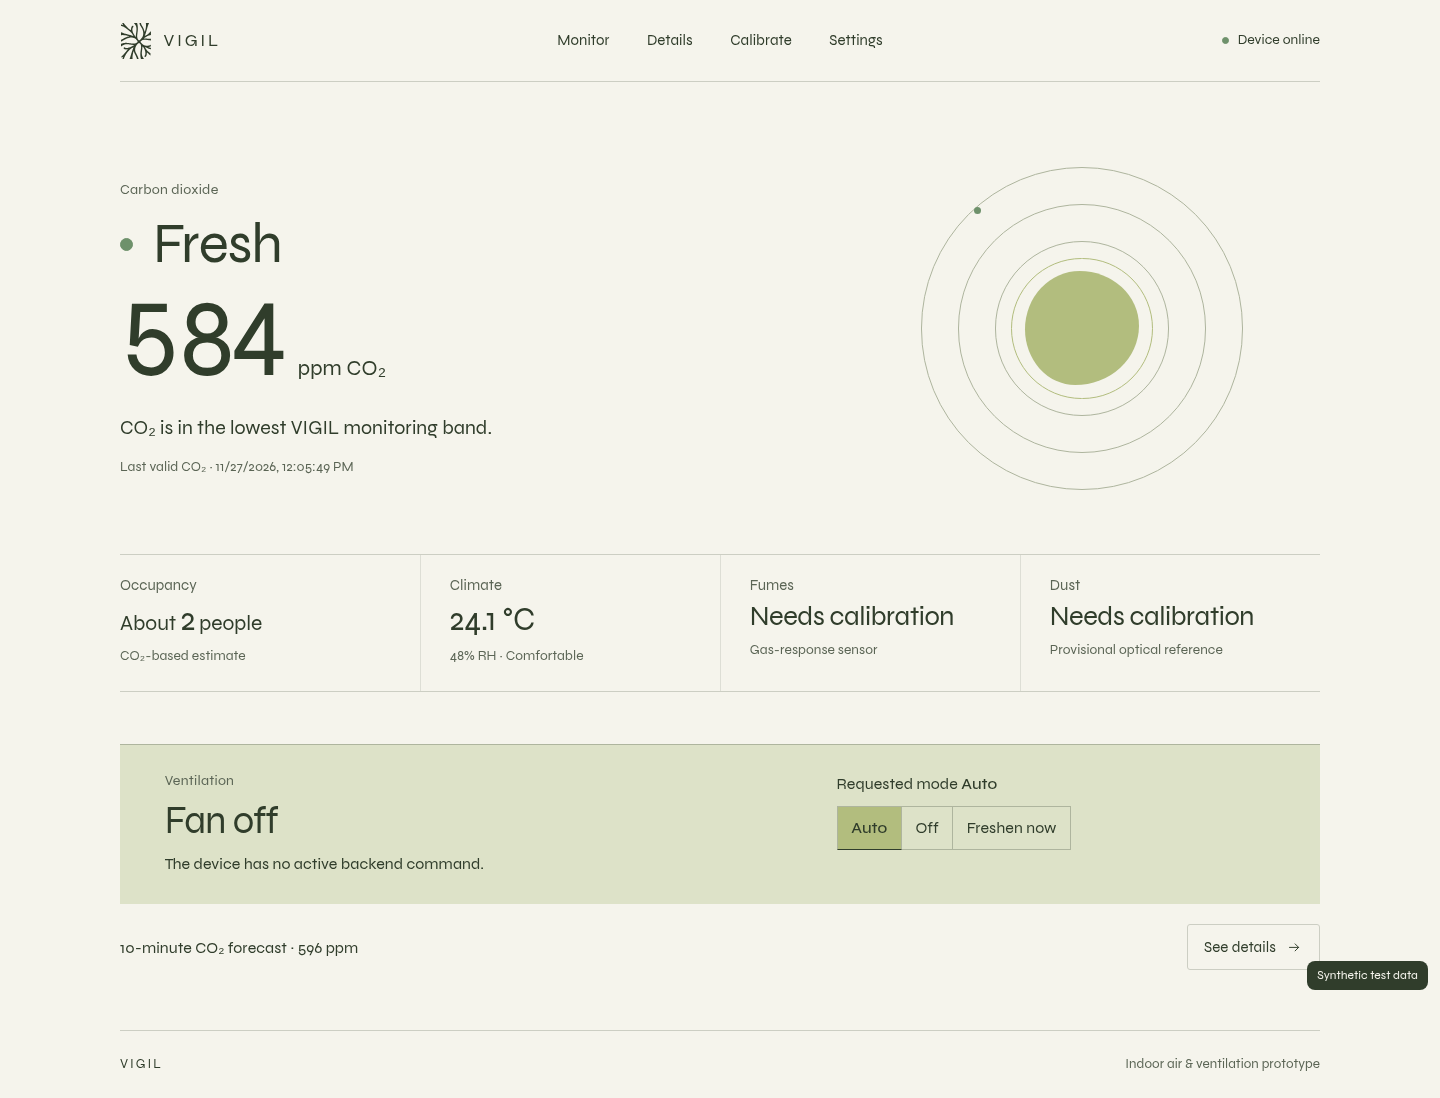 VIGIL
Monitor Details Calibrate Settings
Device online
Carbon dioxide
Fresh
584 ppm CO₂
CO₂ is in the lowest VIGIL monitoring band.
Last valid CO₂ · 11/27/2026, 12:05:49 PM
Occupancy
About 2 people
CO₂-based estimate
Climate
24.1 °C
48% RH · Comfortable
Fumes
Needs calibration
Gas-response sensor
Dust
Needs calibration
Provisional optical reference
Ventilation
Fan off
The device has no active backend command.
Requested mode Auto
Auto Off Freshen now
10-minute CO₂ forecast · 596 ppm
See details →
Synthetic test data
VIGIL
Indoor air & ventilation prototype